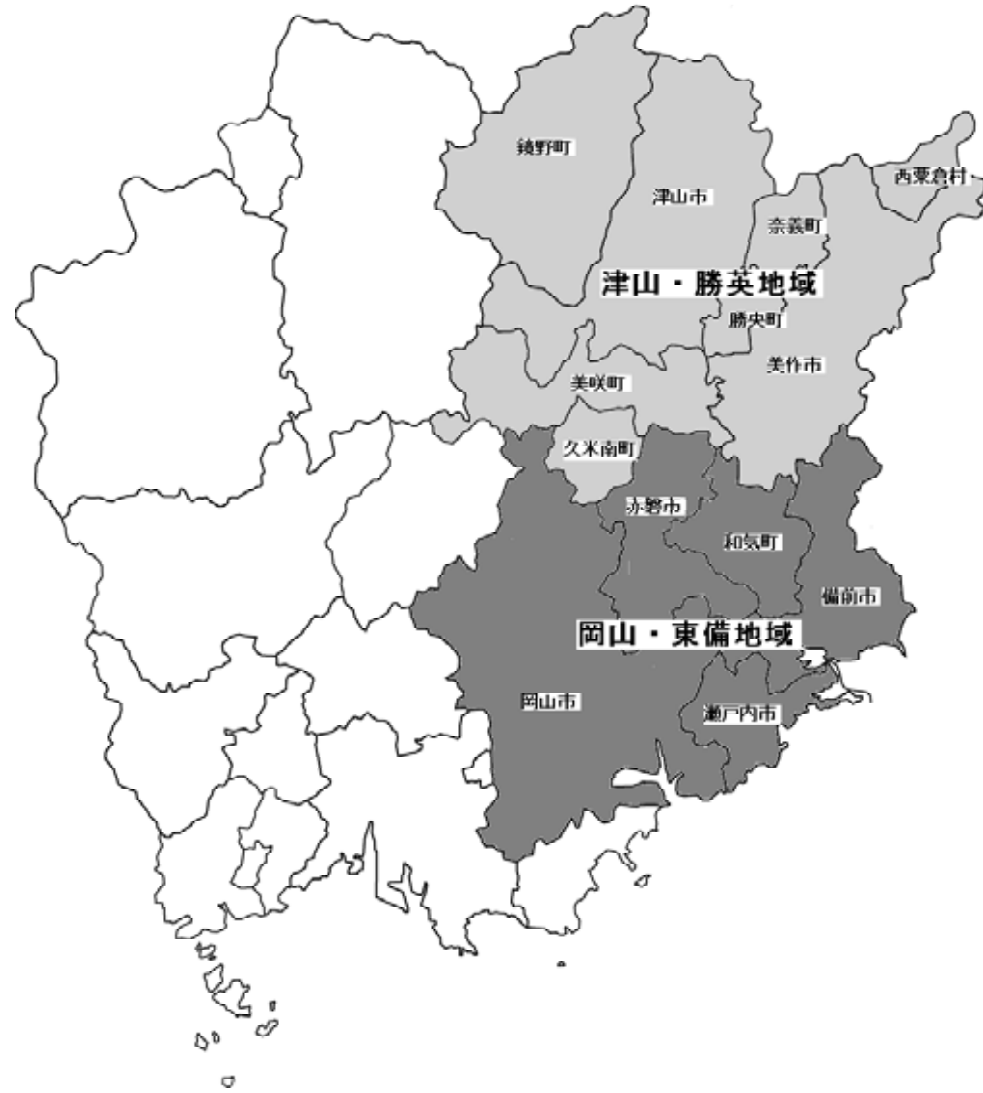 鏡野町
西粟倉村
津山市
奈義町
津山・勝英地域
勝央町
美作市
美咲町
久米南町
赤磐市
和気町
備前市
岡山・東備地域
岡山市
瀬戸内市